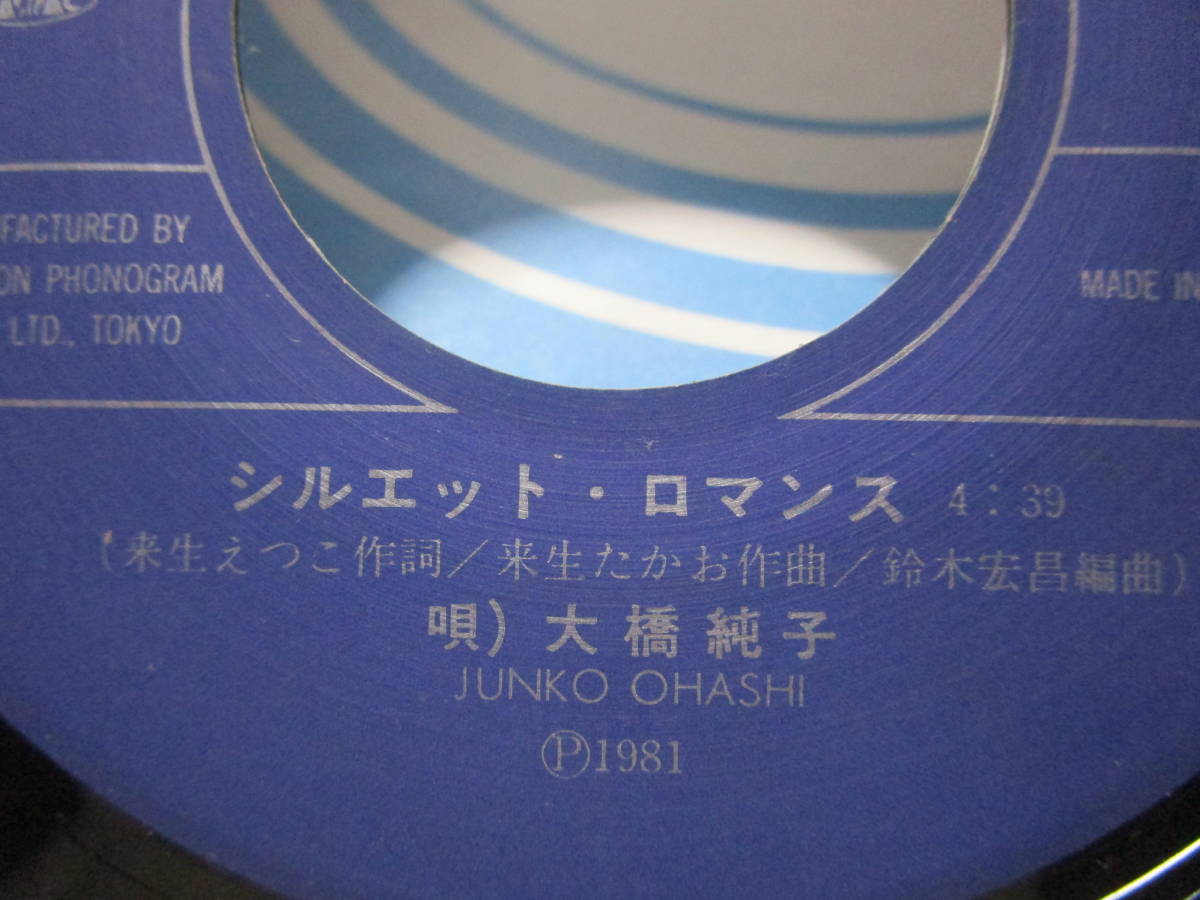 FACTURED BY
ON PHONOGRAM
LTD., TOKYO
MADE IN
シルエット・ロマンス 4:39
(来生えつこ作詞/来生たかお作曲/鈴木宏昌編曲)
唄)大橋純子
JUNKO OHASHI
Ⓟ1981